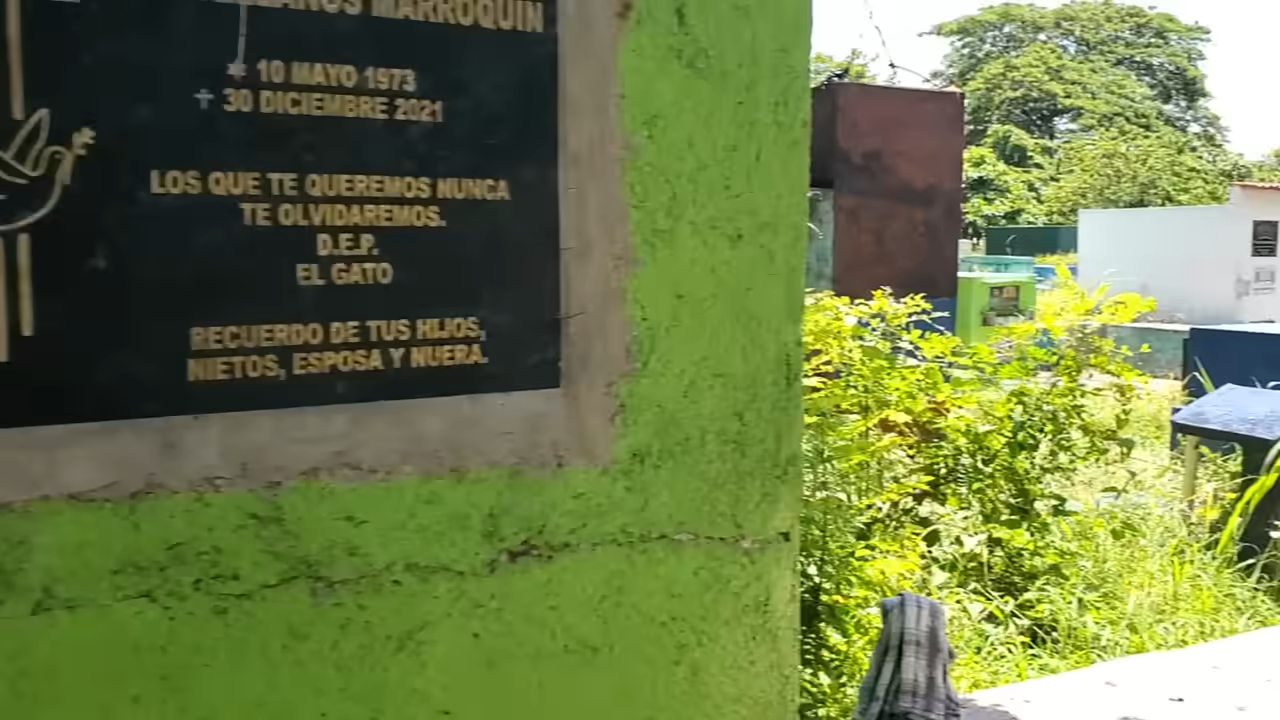 MARROQUIN
* 10 MAYO 1973
✝ 30 DICIEMBRE 2021
LOS QUE TE QUEREMOS NUNCA
TE OLVIDAREMOS.
D.E.P.
EL GATO
RECUERDO DE TUS HIJOS,
NIETOS, ESPOSA Y NUERA.